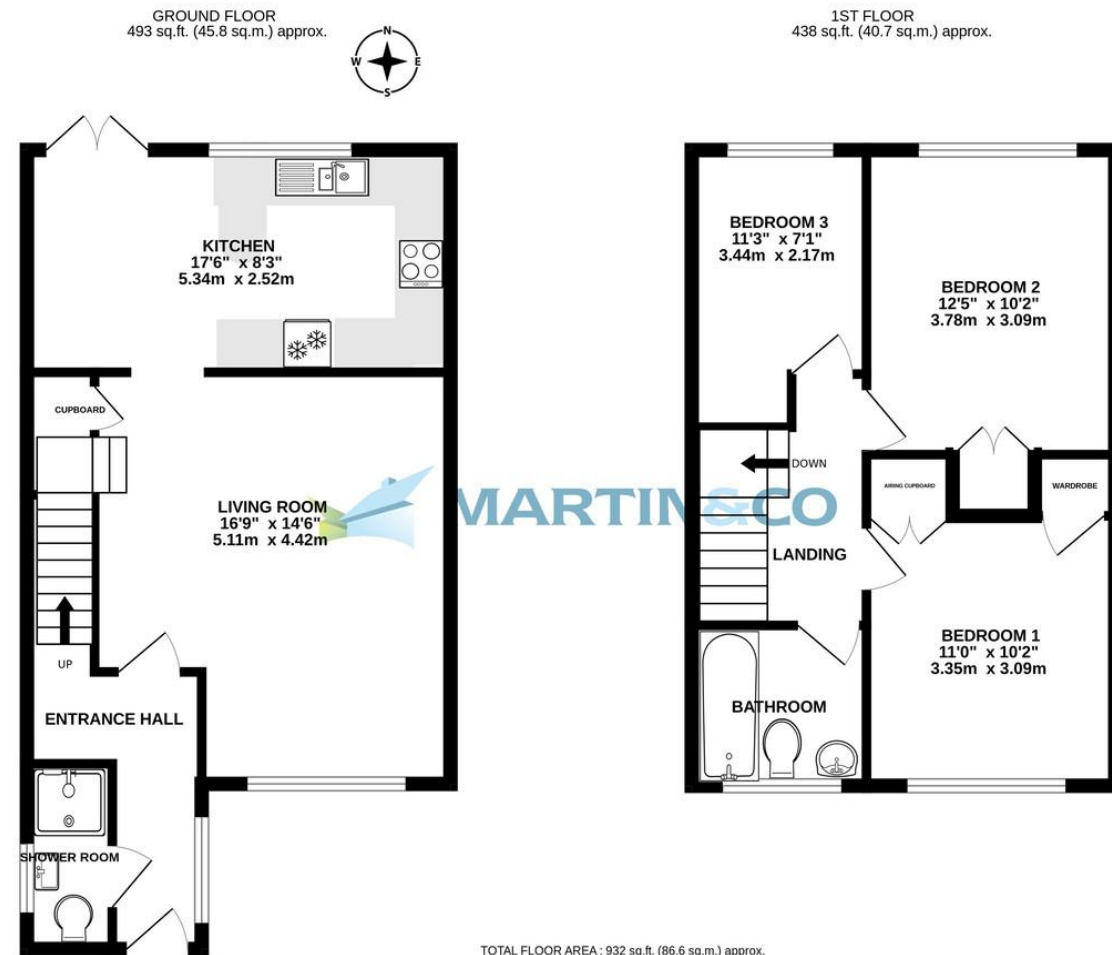 GROUND FLOOR
493 sq.ft. (45.8 sq.m.) approx.
N
W
E
S
1ST FLOOR
438 sq.ft. (40.7 sq.m.) approx.
KITCHEN
17'6" x 8'3"
5.34m x 2.52m
CUPBOARD
LIVING ROOM
16'9" x 14'6"
5.11m x 4.42m
UP
ENTRANCE HALL
SHOWER ROOM
BEDROOM 3
11'3" x 7'1"
3.44m x 2.17m
BEDROOM 2
12'5" x 10'2"
3.78m x 3.09m
DOWN
AIRING CUPBOARD
WARDROBE
MARTIN&CO
LANDING
BEDROOM 1
11'0" x 10'2"
3.35m x 3.09m
BATHROOM
TOTAL FLOOR AREA : 932 sq.ft. (86.6 sq.m.) approx.